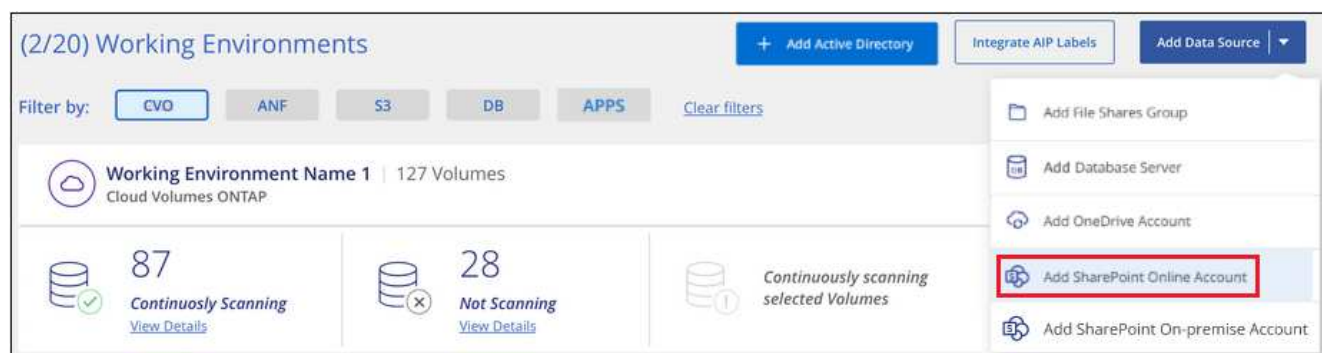 (2/20) Working Environments
+ Add Active Directory
Integrate AIP Labels
Add Data Source
Filter by: CVO ANF S3 DB APPS Clear filters
Add File Shares Group
Working Environment Name 1 | 127 Volumes
Cloud Volumes ONTAP
DB Add Database Server
Add OneDrive Account
87
Continuosly Scanning
View Details
28
Not Scanning
View Details
Continuously scanning
selected Volumes
S Add SharePoint Online Account
S Add SharePoint On-premise Account